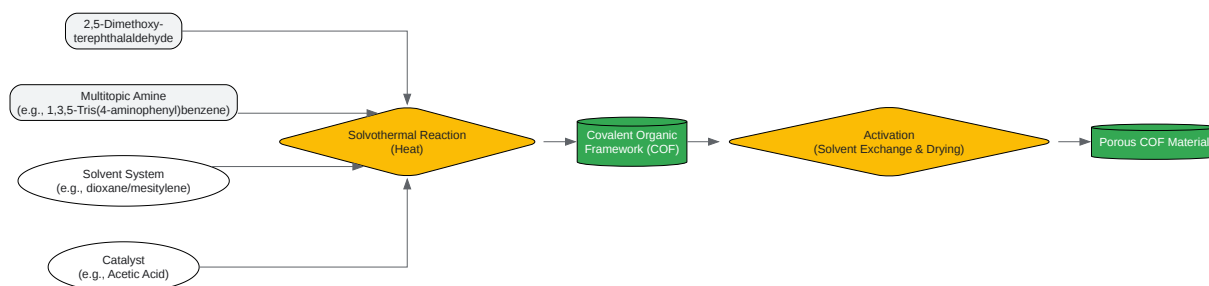 2,5-Dimethoxy-
terephthalaldehyde
Multitopic Amine
(e.g., 1,3,5-Tris(4-aminophenyl)benzene)
Solvent System
(e.g., dioxane/mesitylene)
Catalyst
(e.g., Acetic Acid)
Solvothermal Reaction
(Heat)
Covalent Organic
Framework (COF)
Activation
(Solvent Exchange & Drying)
Porous COF Material